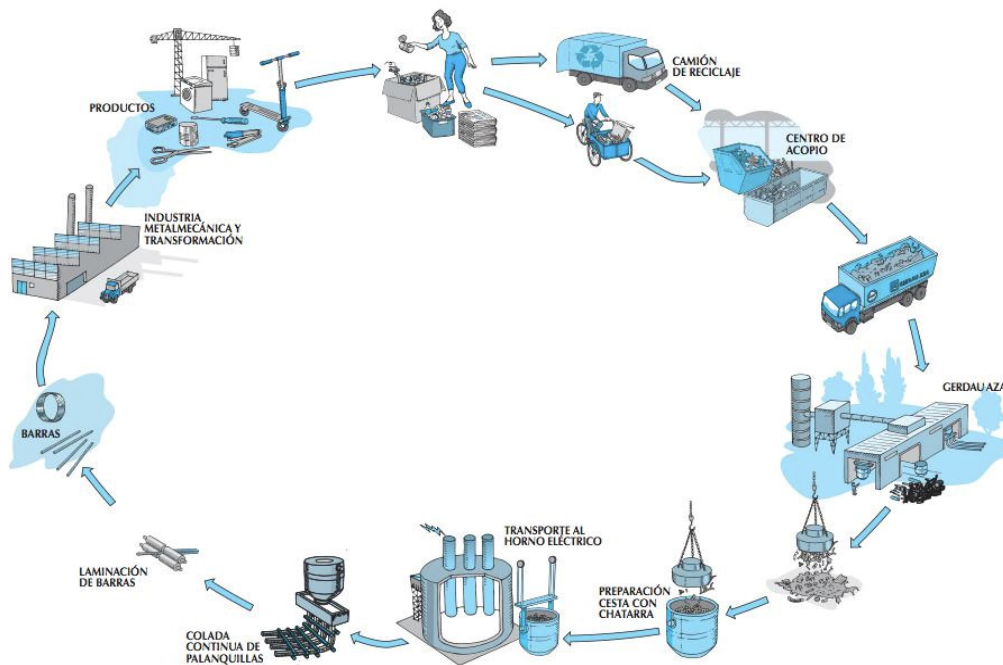 PRODUCTOS
CAMIÓN
DE RECICLAJE
CENTRO DE
ACOPIO
GERDAU AZA
TRANSPORTE AL
HORNO ELÉCTRICO
PREPARACIÓN
CESTA CON
CHATARRA
COLADA
CONTINUA DE
PALANQUILLAS
LAMINACIÓN
DE BARRAS
BARRAS
INDUSTRIA
METALMECÁNICA Y
TRANSFORMACIÓN